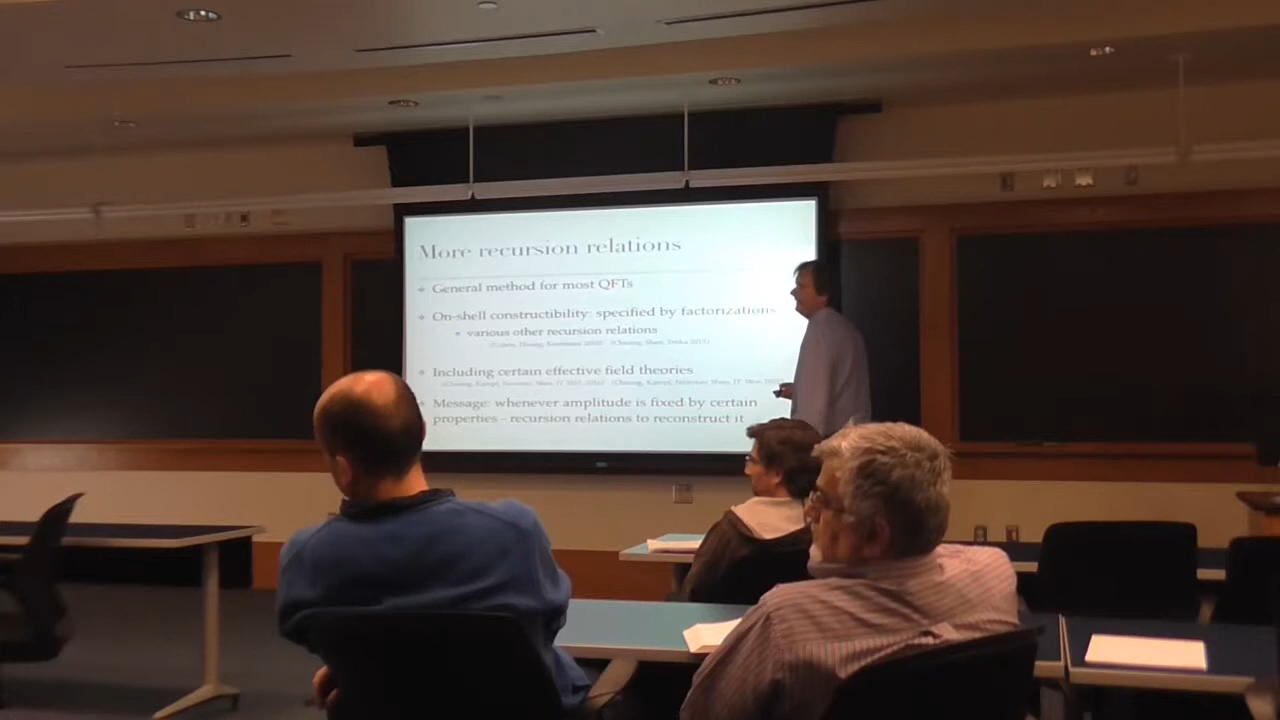 More recursion relations
General method for most QFTs
On-shell constructibility: specified by factorizations
various other recursion relations
Including certain effective field theories
Message: whenever amplitude is fixed by certain
properties - recursion relations to reconstruct it